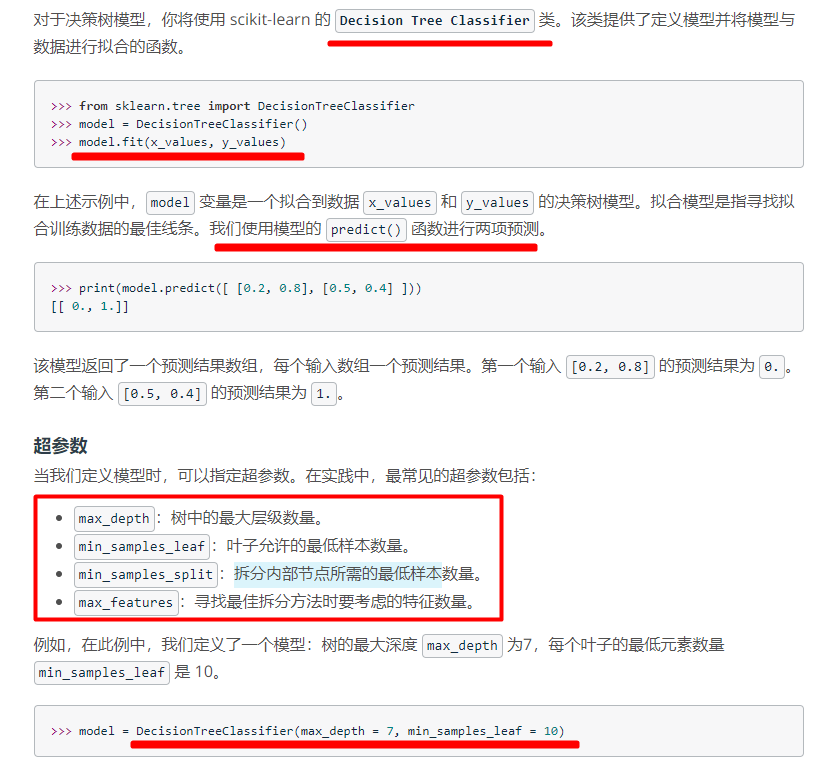 对于决策树模型，你将使用 scikit-learn 的 Decision Tree Classifier 类。该类提供了定义模型并将模型与
数据进行拟合的函数。
>>> from sklearn.tree import DecisionTreeClassifier
>>> model = DecisionTreeClassifier()
>>> model.fit(x_values, y_values)
在上述示例中，model 变量是一个拟合到数据 x_values 和 y_values 的决策树模型。拟合模型是指寻找拟
合训练数据的最佳线条。我们使用模型的 predict() 函数进行两项预测。
>>> print(model.predict([ [0.2, 0.8], [0.5, 0.4] ]))
[[ 0., 1.]]
该模型返回了一个预测结果数组，每个输入数组一个预测结果。第一个输入 [0.2, 0.8] 的预测结果为 0.。
第二个输入 [0.5, 0.4] 的预测结果为 1.。
超参数
当我们定义模型时，可以指定超参数。在实践中，最常见的超参数包括：
• max_depth：树中的最大层级数量。
• min_samples_leaf：叶子允许的最低样本数量。
• min_samples_split：拆分内部节点所需的最低样本数量。
• max_features：寻找最佳拆分方法时要考虑的特征数量。
例如，在此例中，我们定义了一个模型：树的最大深度 max_depth 为7，每个叶子的最低元素数量
min_samples_leaf 是 10。
>>> model = DecisionTreeClassifier(max_depth = 7, min_samples_leaf = 10)